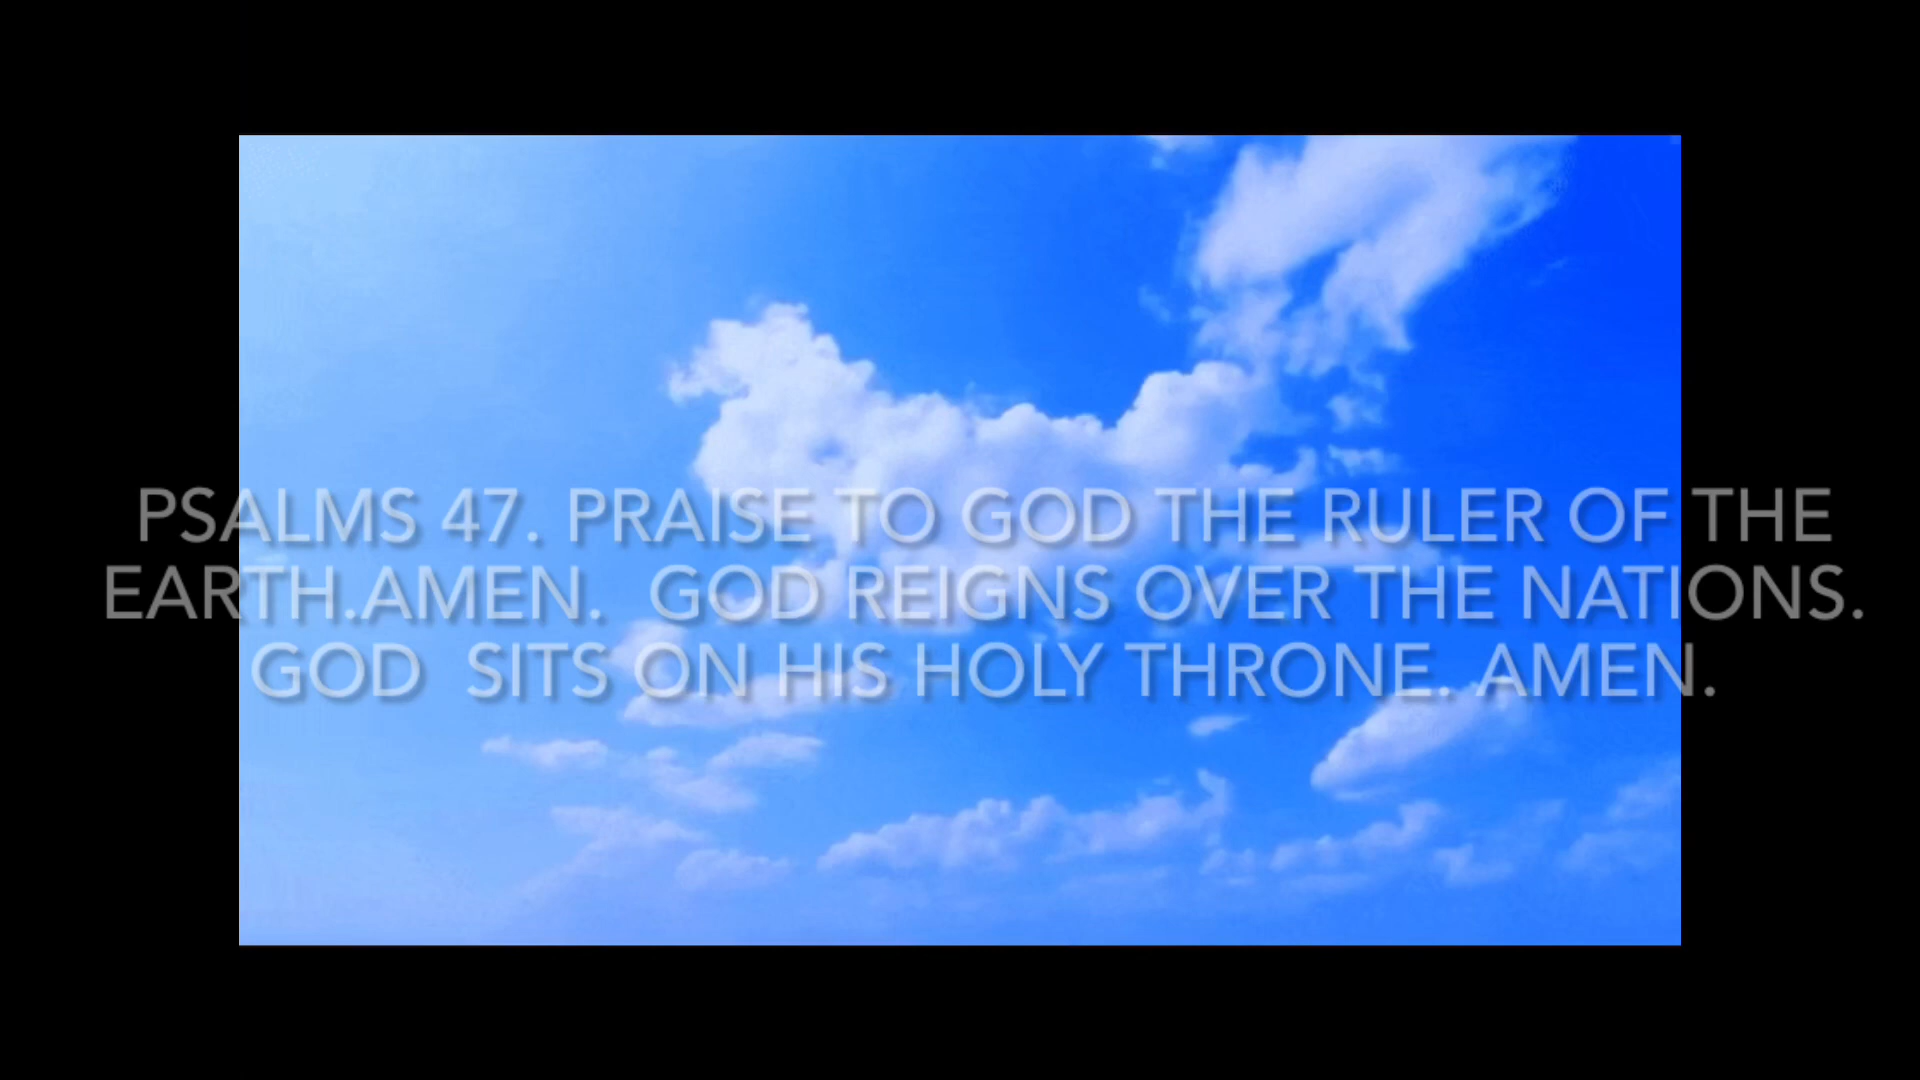 PSALMS 47. PRAISE TO GOD THE RULER OF THE
EARTH.AMEN.  GOD REIGNS OVER THE NATIONS.
GOD  SITS ON HIS HOLY THRONE. AMEN.